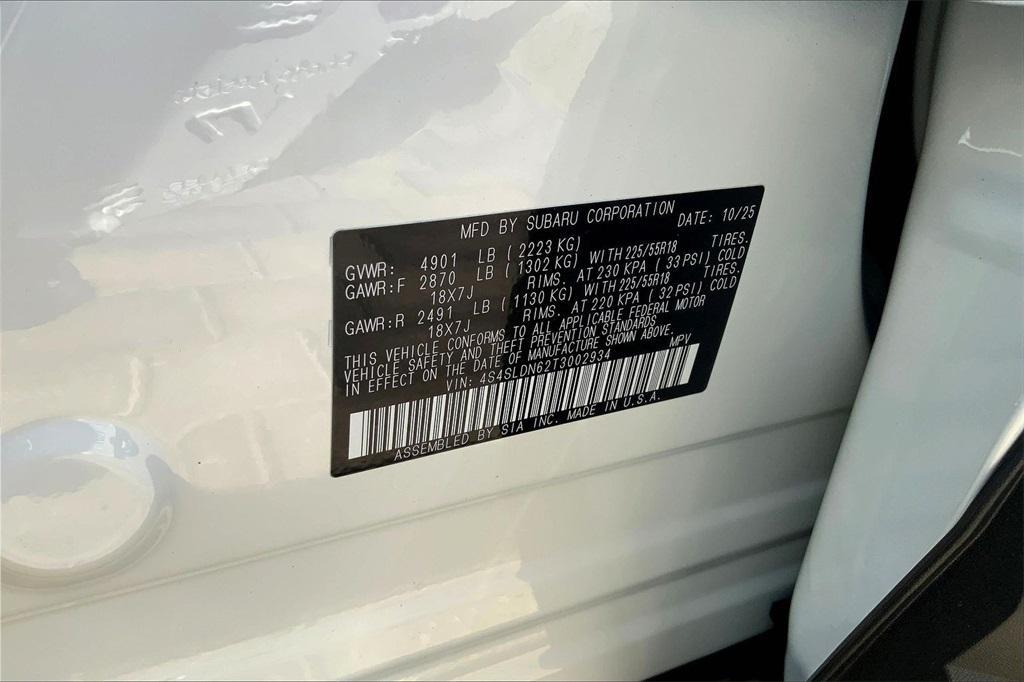 MFD BY SUBARU CORPORATION DATE: 10/25
GVWR: 4901 LB ( 2223 KG)
GAWR:F 2870 LB ( 1302 KG) WITH 225/55R18 TIRES.
18X7J RIMS. AT 230 KPA ( 33 PSI) COLD
GAWR:R 2491 LB ( 1130 KG) WITH 225/55R18 TIRES.
18X7J RIMS. AT 220 KPA ( 32 PSI) COLD
THIS VEHICLE CONFORMS TO ALL APPLICABLE FEDERAL MOTOR
VEHICLE SAFETY AND THEFT PREVENTION STANDARDS
IN EFFECT ON THE DATE OF MANUFACTURE SHOWN ABOVE.
VIN: 4S4SLDN62T3002934 MPV
ASSEMBLED BY SIA INC. MADE IN U.S.A.